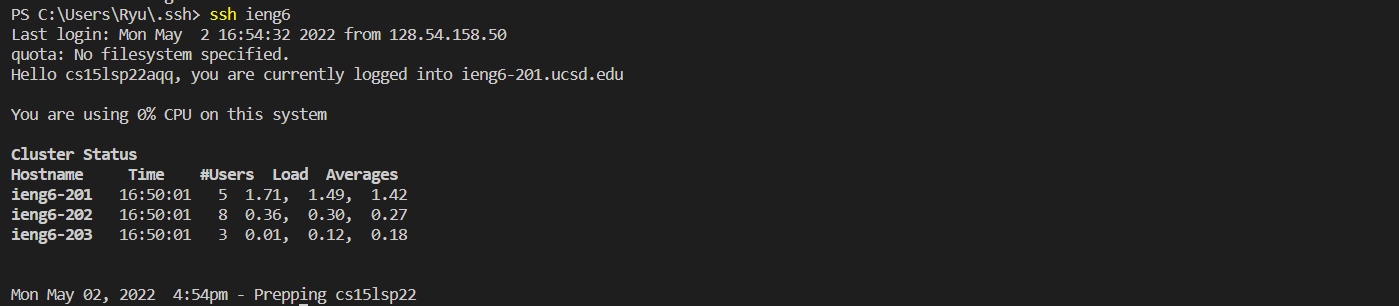 PS C:\Users\Ryu\.ssh> ssh ieng6
Last login: Mon May  2 16:54:32 2022 from 128.54.158.50
quota: No filesystem specified.
Hello cs15lsp22aqq, you are currently logged into ieng6-201.ucsd.edu
You are using 0% CPU on this system
Cluster Status
Hostname     Time    #Users  Load  Averages
ieng6-201   16:50:01   5  1.71,  1.49,  1.42
ieng6-202   16:50:01   8  0.36,  0.30,  0.27
ieng6-203   16:50:01   3  0.01,  0.12,  0.18
Mon May 02, 2022  4:54pm - Prepping cs15lsp22